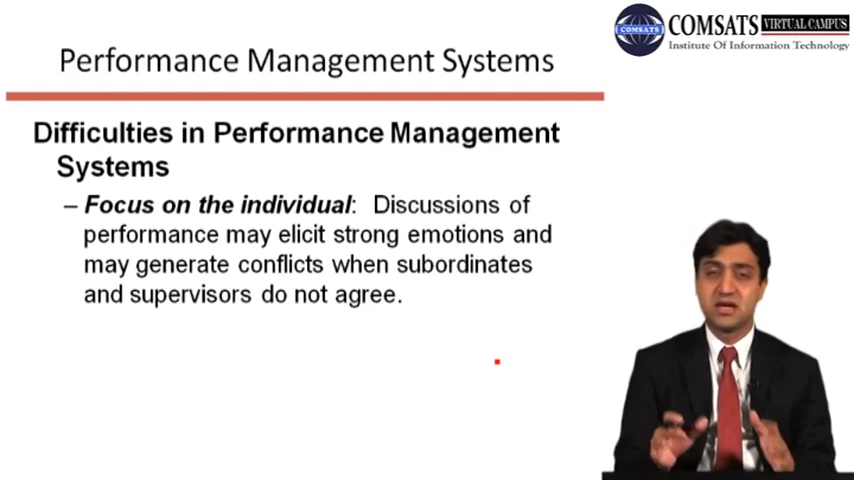 COMSATS VIRTUAL CAMPUS
Institute Of Information Technology
COMSATS
Performance Management Systems
Difficulties in Performance Management
Systems
– Focus on the individual: Discussions of
performance may elicit strong emotions and
may generate conflicts when subordinates
and supervisors do not agree.